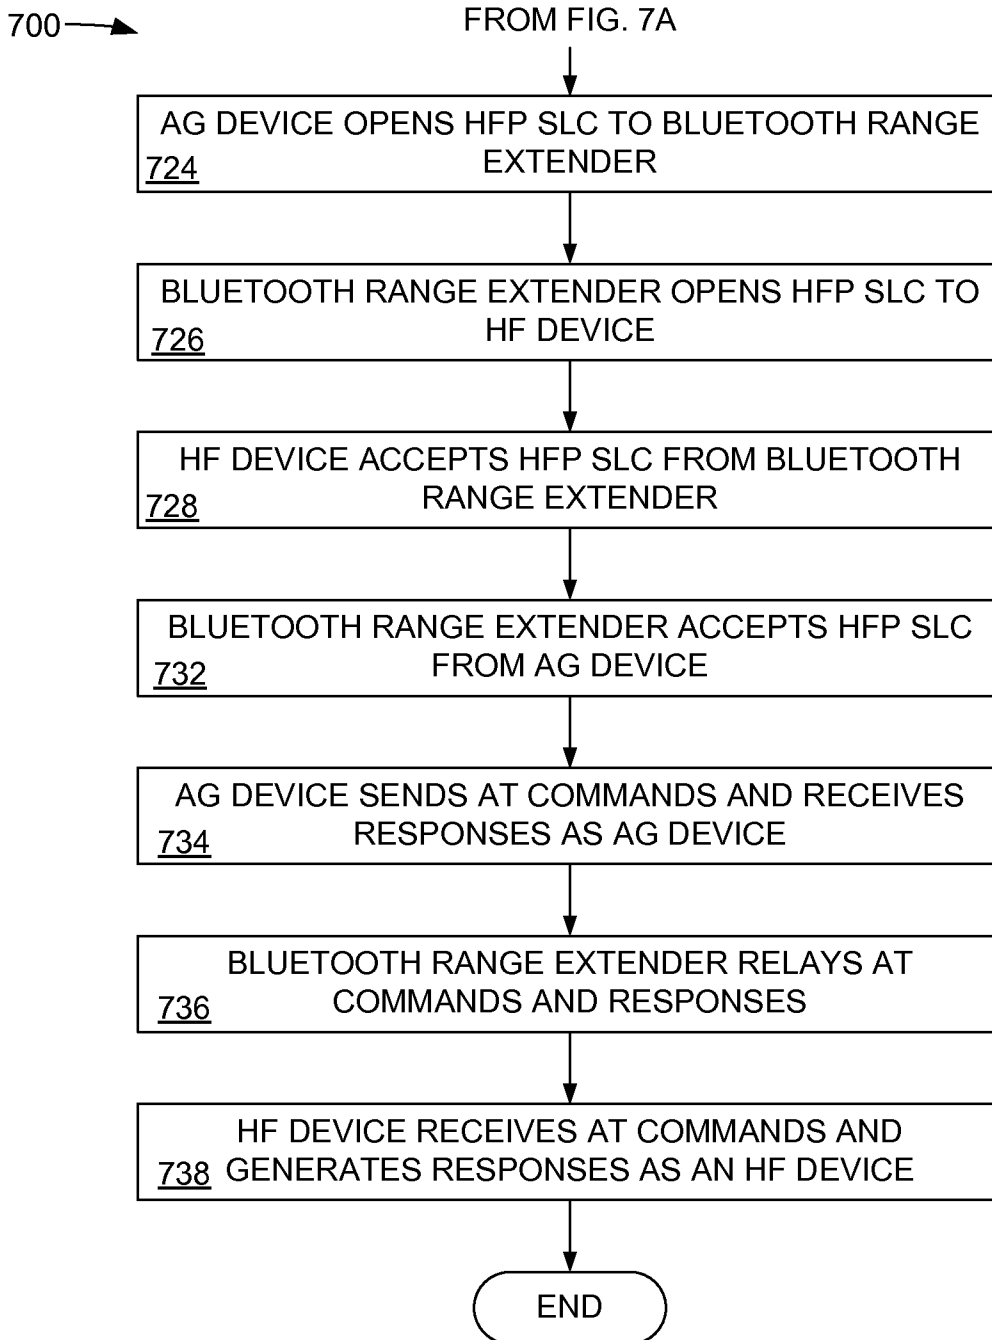 700
FROM FIG. 7A
AG DEVICE OPENS HFP SLC TO BLUETOOTH RANGE
EXTENDER
724
BLUETOOTH RANGE EXTENDER OPENS HFP SLC TO
HF DEVICE
726
HF DEVICE ACCEPTS HFP SLC FROM BLUETOOTH
RANGE EXTENDER
728
BLUETOOTH RANGE EXTENDER ACCEPTS HFP SLC
FROM AG DEVICE
732
AG DEVICE SENDS AT COMMANDS AND RECEIVES
RESPONSES AS AG DEVICE
734
BLUETOOTH RANGE EXTENDER RELAYS AT
COMMANDS AND RESPONSES
736
HF DEVICE RECEIVES AT COMMANDS AND
738 GENERATES RESPONSES AS AN HF DEVICE
END